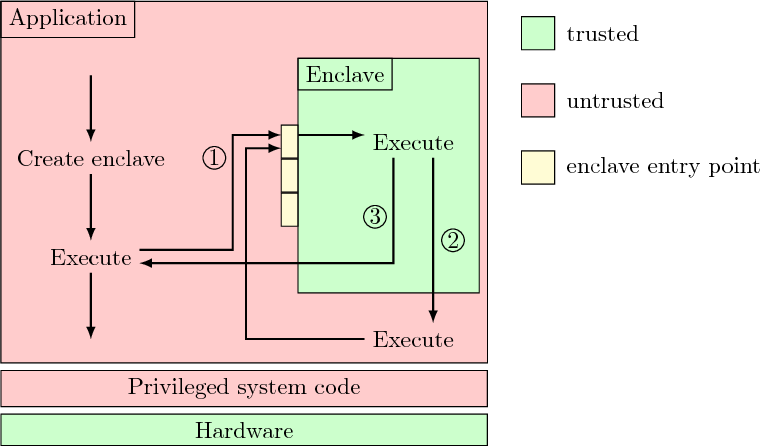 Application
trusted
Enclave
untrusted
Execute
Create enclave
①
enclave entry point
③
②
Execute
Execute
Privileged system code
Hardware